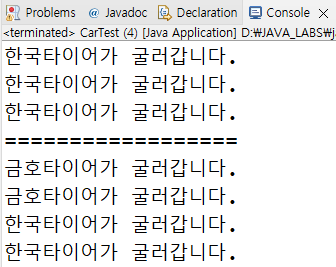 Problems @ Javadoc Declaration Console
<terminated> CarTest (4) [Java Application] D:₩JAVA_LABS₩j
한국타이어가 굴러갑니다.
한국타이어가 굴러갑니다.
한국타이어가 굴러갑니다.
==================
금호타이어가 굴러갑니다.
금호타이어가 굴러갑니다.
한국타이어가 굴러갑니다.
한국타이어가 굴러갑니다.